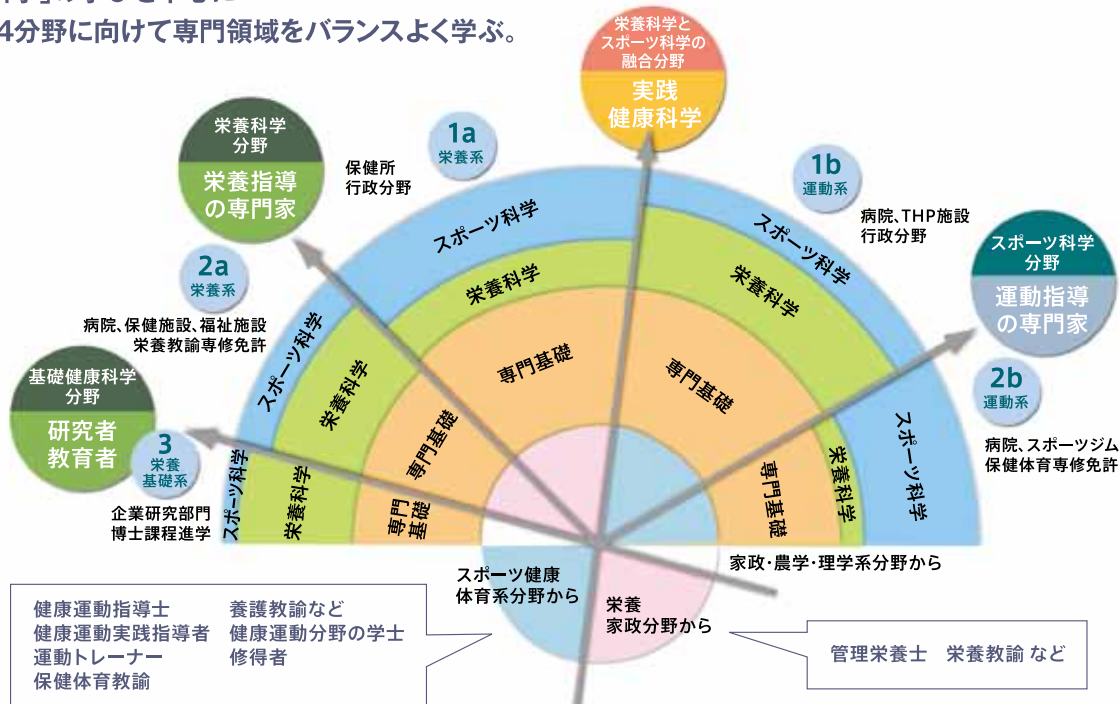 4分野に向けて専門領域をバランスよく学ぶ。
栄養科学と
スポーツ科学の
融合分野
実践
健康科学
栄養科学
分野
栄養指導
の専門家
1a
栄養系
保健所
行政分野
1b
運動系
病院、THP施設
行政分野
スポーツ科学
分野
運動指導
の専門家
2a
栄養系
病院、保健施設、福祉施設
栄養教諭専修免許
2b
運動系
病院、スポーツジム
保健体育専修免許
基礎健康科学
分野
研究者
教育者
3
栄養
基礎系
企業研究部門
博士課程進学
スポーツ科学
栄養科学
専門
基礎
スポーツ科学
栄養科学
専門基礎
スポーツ科学
栄養科学
専門基礎
スポーツ科学
栄養科学
専門基礎
スポーツ科学
栄養科学
専門基礎
家政・農学・理学系分野から
スポーツ健康
体育系分野から
栄養
家政分野から
健康運動指導士
健康運動実践指導者
運動トレーナー
保健体育教諭
養護教諭など
健康運動分野の学士
修得者
管理栄養士 栄養教諭 など